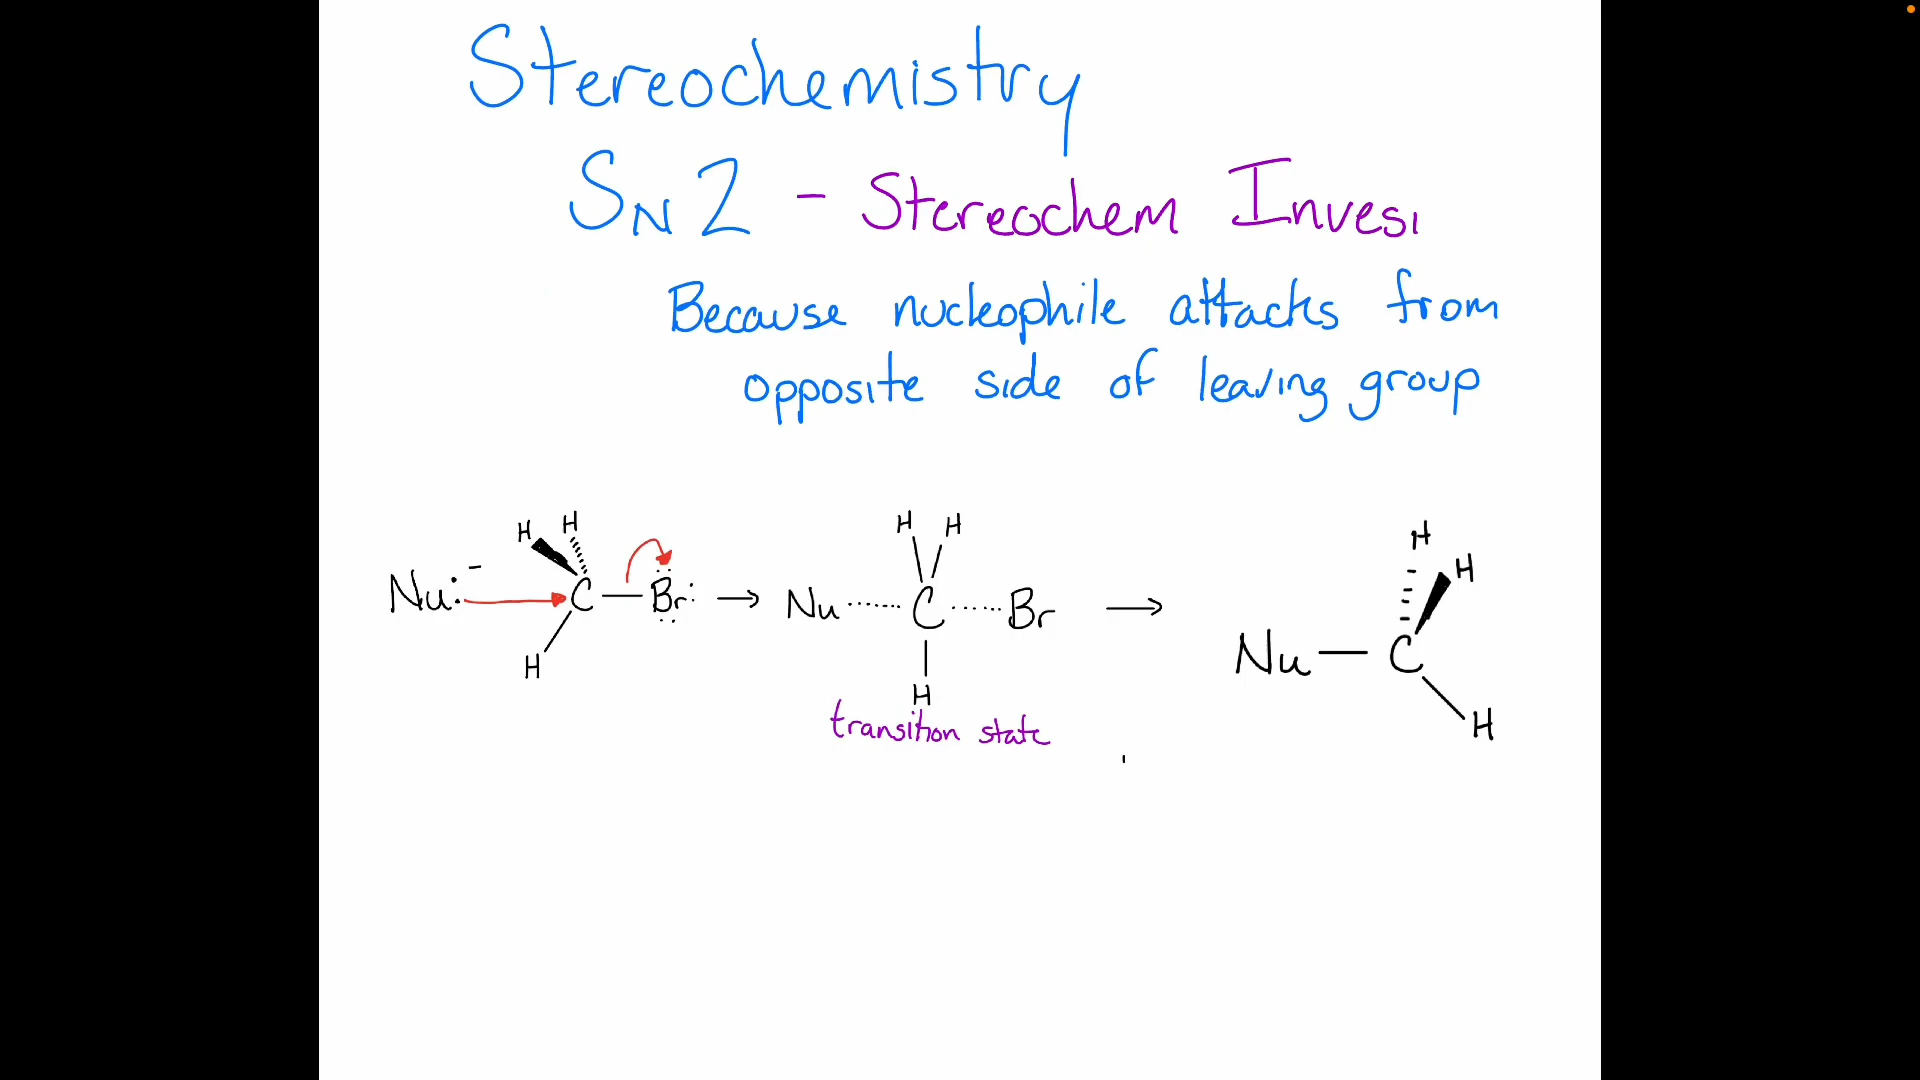 Stereochemistry
SN2 - Stereochem Invesı
Because nucleophile attacks from
opposite side of leaving group
H H H H H
Nu:⁻ C — Br: → Nu ······ C ······ Br → H
Nu — C
H H H
transition state